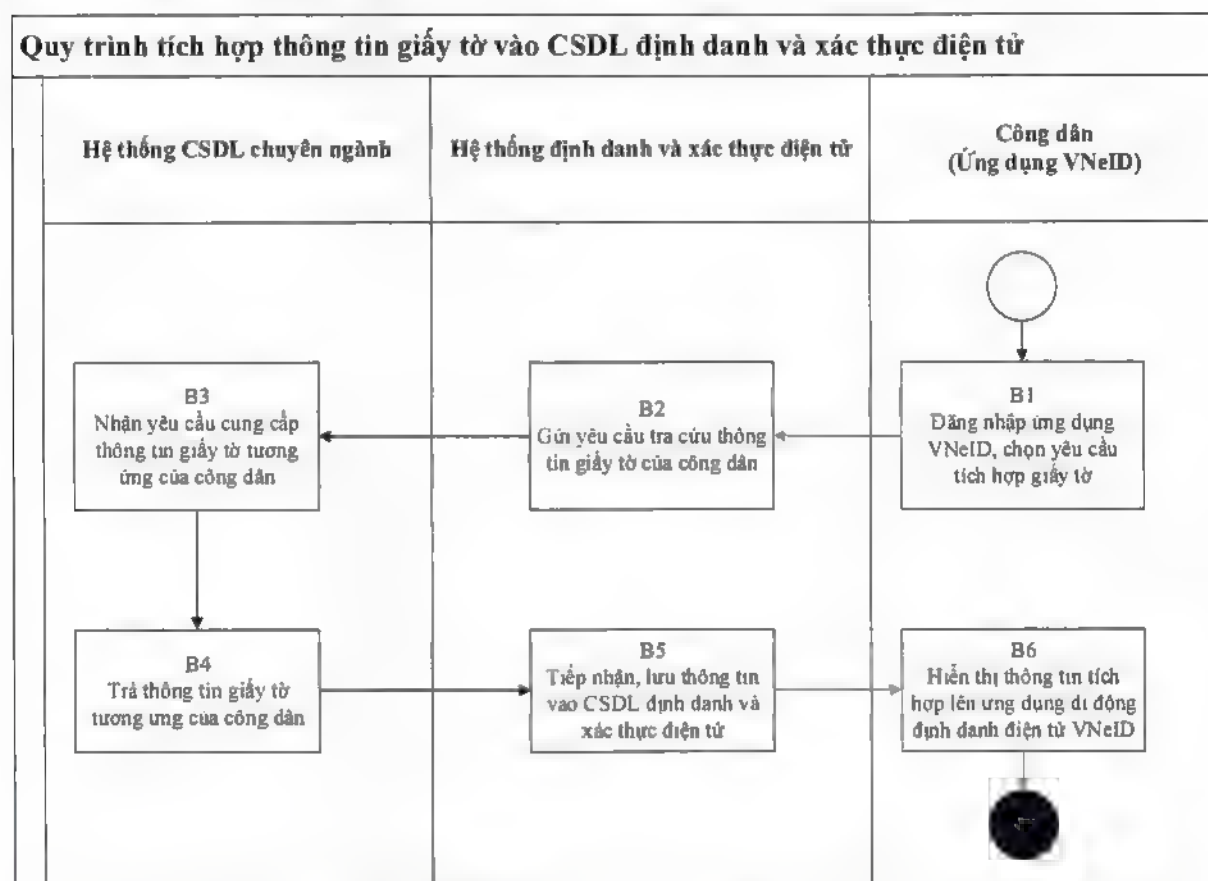 Quy trình tích hợp thông tin giấy tờ vào CSDL định danh và xác thực điện tử
Hệ thống CSDL chuyên ngành
Hệ thống định danh và xác thực điện tử
Công dân
(Ứng dụng VNeID)
B1
Đăng nhập ứng dụng
VNeID, chọn yêu cầu
tích hợp giấy tờ
B2
Gửi yêu cầu tra cứu thông
tin giấy tờ của công dân
B3
Nhận yêu cầu cung cấp
thông tin giấy tờ tương
ứng của công dân
B4
Trả thông tin giấy tờ
tương ứng của công dân
B5
Tiếp nhận, lưu thông tin
vào CSDL định danh và
xác thực điện tử
B6
Hiển thị thông tin tích
hợp lên ứng dụng di động
định danh điện tử VNeID